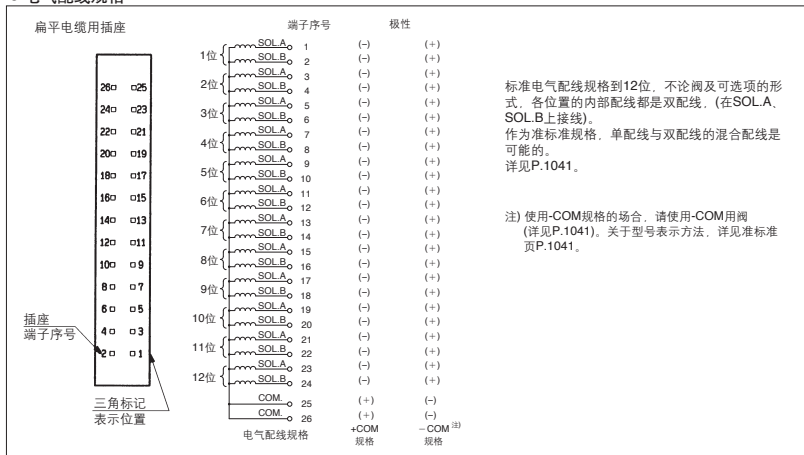 电气配线规格
扁平电缆用插座
端子序号 极性
26 25
24 23
22 21
20 19
18 17
16 15
14 13
12 11
10 9
8 7
6 5
4 3
2 1
插座
端子序号
三角标记
表示位置
1位 SOL.A 1 (-) (+)
SOL.B 2 (-) (+)
2位 SOL.A 3 (-) (+)
SOL.B 4 (-) (+)
3位 SOL.A 5 (-) (+)
SOL.B 6 (-) (+)
4位 SOL.A 7 (-) (+)
SOL.B 8 (-) (+)
5位 SOL.A 9 (-) (+)
SOL.B 10 (-) (+)
6位 SOL.A 11 (-) (+)
SOL.B 12 (-) (+)
7位 SOL.A 13 (-) (+)
SOL.B 14 (-) (+)
8位 SOL.A 15 (-) (+)
SOL.B 16 (-) (+)
9位 SOL.A 17 (-) (+)
SOL.B 18 (-) (+)
10位 SOL.A 19 (-) (+)
SOL.B 20 (-) (+)
11位 SOL.A 21 (-) (+)
SOL.B 22 (-) (+)
12位 SOL.A 23 (-) (+)
SOL.B 24 (-) (+)
COM. 25 (+) (-)
COM. 26 (+) (-)
电气配线规格 +COM －COM 注)
规格 规格
标准电气配线规格到12位，不论阀及可选项的形
式，各位置的内部配线都是双配线，(在SOL.A、
SOL.B上接线)。
作为准标准规格，单配线与双配线的混合配线是
可能的。
详见P.1041。
注) 使用-COM规格的场合，请使用-COM用阀
(详见P.1041)。关于型号表示方法，详见准标准
页P.1041。